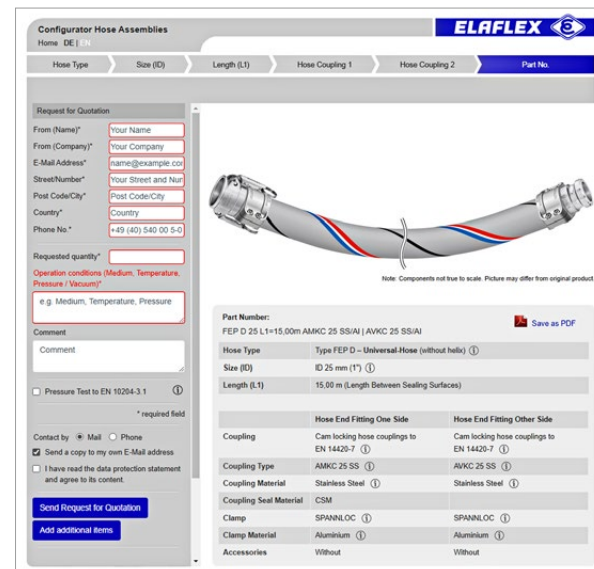 Configurator Hose Assemblies
Home DE | EN
ELAFLEX
Hose Type
Size (ID)
Length (L1)
Hose Coupling 1
Hose Coupling 2
Part No.
Request for Quotation
From (Name)* Your Name
From (Company)* Your Company
E-Mail Address* name@example.cor
Street/Number* Your Street and Nur
Post Code/City* Post Code/City
Country* Country
Phone No.* +49 (40) 540 00 5-0
Requested quantity*
Operation conditions (Medium, Temperature,
Pressure / Vacuum)*
e.g. Medium, Temperature, Pressure
Comment
Comment
Pressure Test to EN 10204-3.1
* required field
Contact by Mail Phone
Send a copy to my own E-Mail address
I have read the data protection statement
and agree to its content.
Send Request for Quotation
Add additional items
Note: Components not true to scale. Picture may differ from original product.
Part Number:
FEP D 25 L1=15,00m AMKC 25 SS/Al | AVKC 25 SS/Al
Save as PDF
Hose Type Type FEP D – Universal-Hose (without helix)
Size (ID) ID 25 mm (1")
Length (L1) 15,00 m (Length Between Sealing Surfaces)
Hose End Fitting One Side Hose End Fitting Other Side
Coupling Cam locking hose couplings to Cam locking hose couplings to
EN 14420-7 EN 14420-7
Coupling Type AMKC 25 SS AVKC 25 SS
Coupling Material Stainless Steel Stainless Steel
Coupling Seal Material CSM
Clamp SPANNLOC SPANNLOC
Clamp Material Aluminium Aluminium
Accessories Without Without